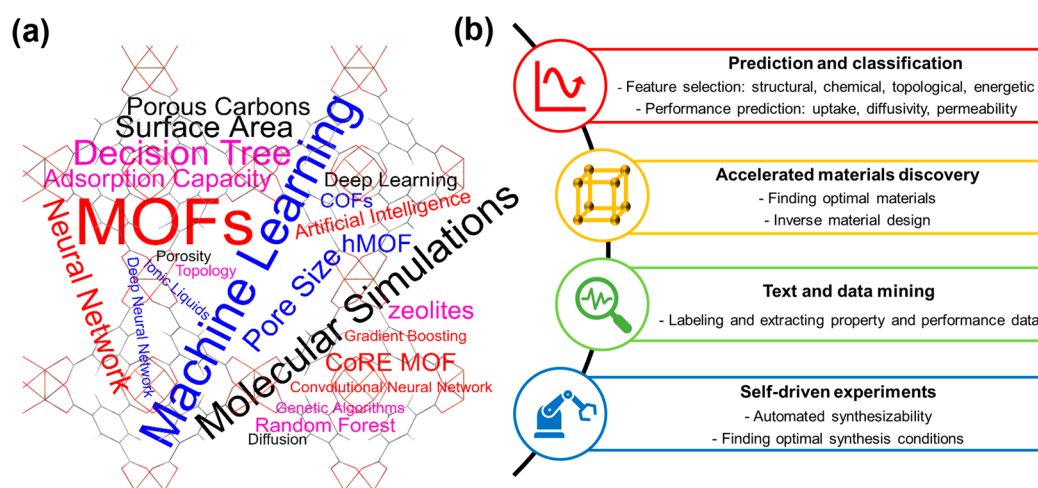 (a)
Porous Carbons
Surface Area
Decision Tree
Adsorption Capacity
MOFs
Neural Network
Deep Neural Network
Ionic Liquids
Porosity
Topology
Machine Learning
Pore Size
Molecular Simulations
Deep Learning
COFs
Artificial Intelligence
hMOF
zeolites
Gradient Boosting
CoRE MOF
Convolutional Neural Network
Genetic Algorithms
Random Forest
Diffusion
(b)
Prediction and classification
- Feature selection: structural, chemical, topological, energetic
- Performance prediction: uptake, diffusivity, permeability
Accelerated materials discovery
- Finding optimal materials
- Inverse material design
Text and data mining
- Labeling and extracting property and performance data
Self-driven experiments
- Automated synthesizability
- Finding optimal synthesis conditions